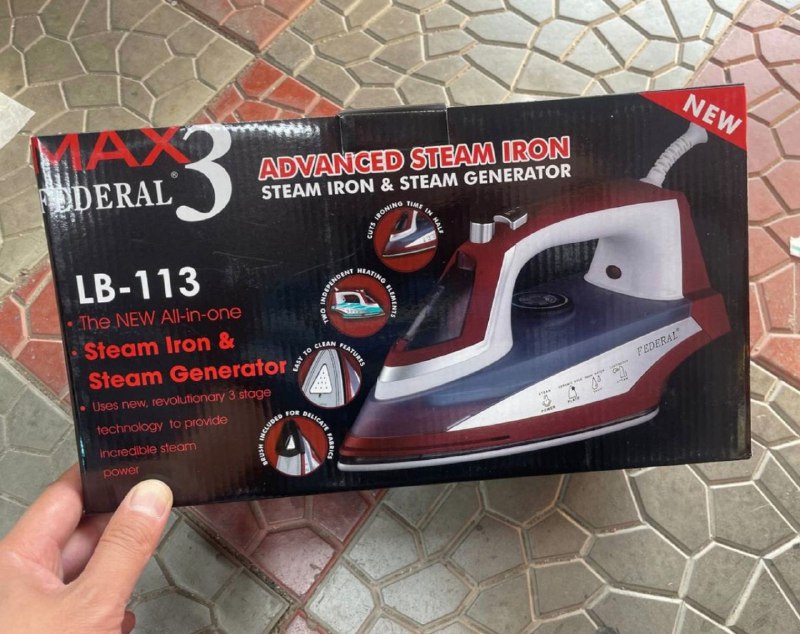 MAX 3
FEDERAL®
ADVANCED STEAM IRON
STEAM IRON & STEAM GENERATOR
NEW
LB-113
• The NEW All-in-one
• Steam Iron &
Steam Generator
• Uses new, revolutionary 3 stage
technology to provide
incredible steam
power
CUTS IRONING TIME IN HALF
TWO INDEPENDENT HEATING ELEMENTS
EASY TO CLEAN FEATURES
BRUSH INCLUDED FOR DELICATE FABRICS
FEDERAL®
STEAM
POWER